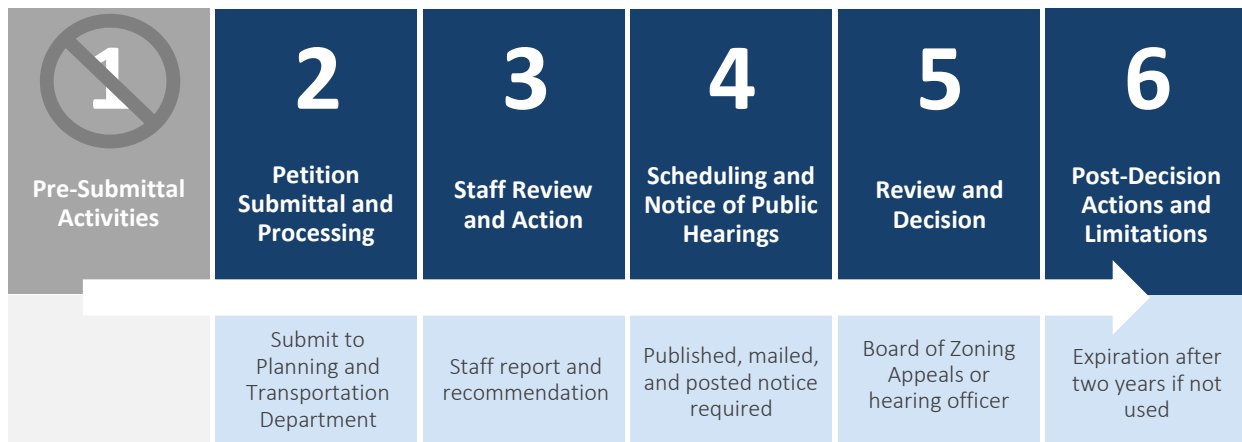 1
Pre-Submittal
Activities
2
Petition
Submittal and
Processing
3
Staff Review
and Action
4
Scheduling and
Notice of Public
Hearings
5
Review and
Decision
6
Post-Decision
Actions and
Limitations
Submit to
Planning and
Transportation
Department
Staff report and
recommendation
Published, mailed,
and posted notice
required
Board of Zoning
Appeals or
hearing officer
Expiration after
two years if not
used